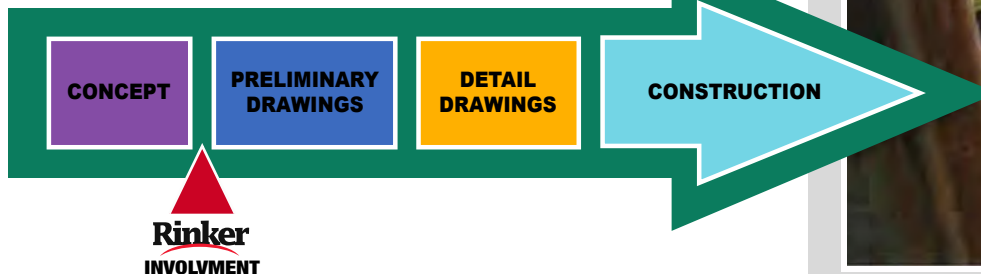 CONCEPT
PRELIMINARY
DRAWINGS
DETAIL
DRAWINGS
CONSTRUCTION
Rinker
INVOLVMENT